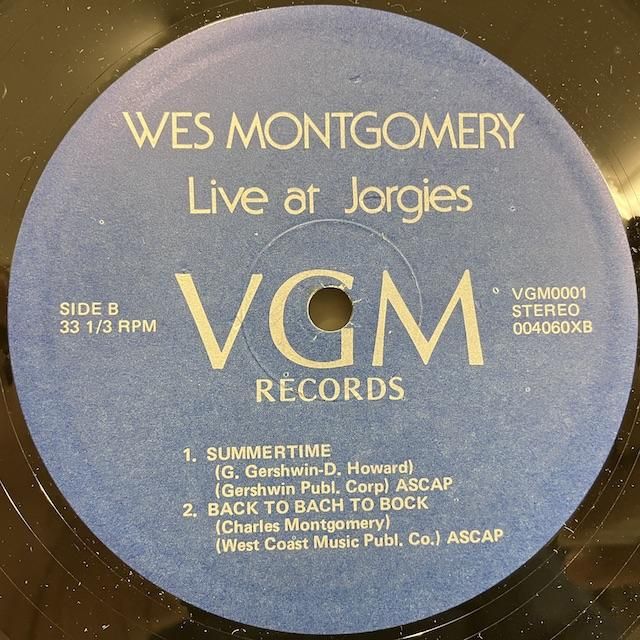 WES MONTGOMERY
Live at Jorgies
VGM
RECORDS
SIDE B
33 1/3 RPM
VGM0001
STEREO
004060XB
1. SUMMERTIME
(G. Gershwin-D. Howard)
(Gershwin Publ. Corp) ASCAP
2. BACK TO BACH TO BOCK
(Charles Montgomery)
(West Coast Music Publ. Co.) ASCAP